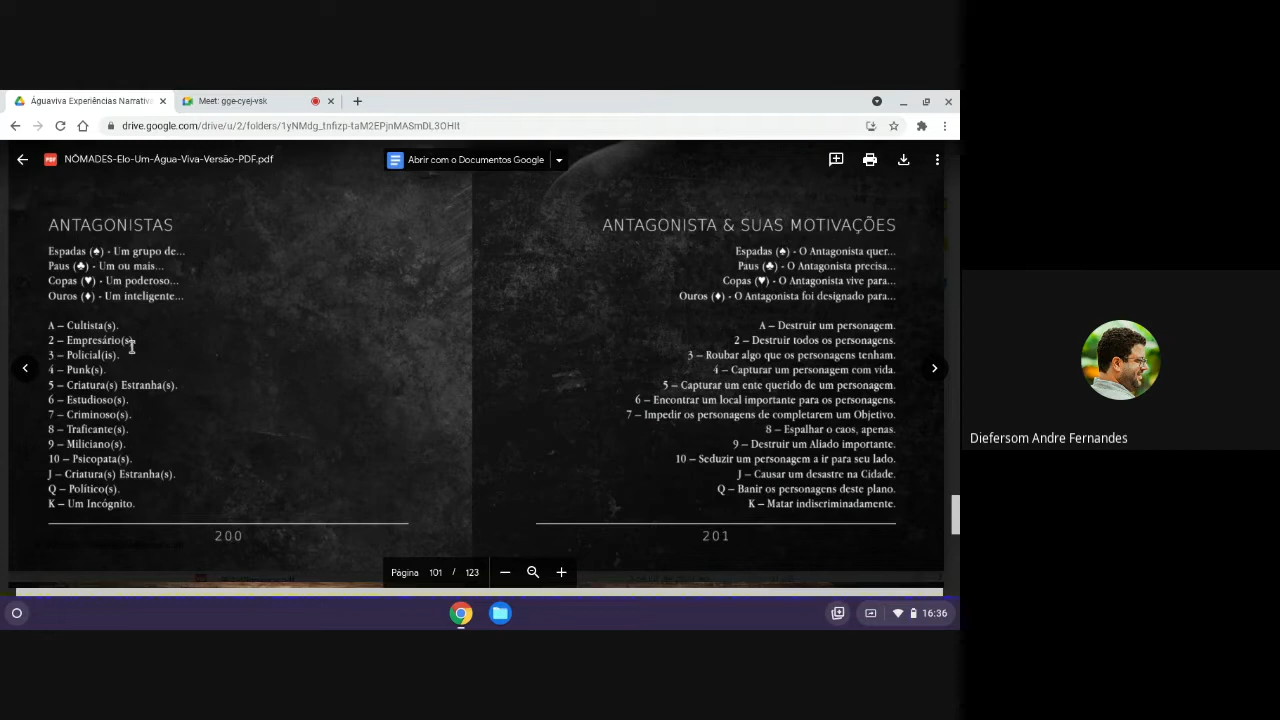 Águaviva Experiências Narrativa
Meet: gge-cyej-vsk
drive.google.com/drive/u/2/folders/1yNMdg_tnfizp-taM2EPjnMASmDL3OHIt
PDF
NÔMADES-Elo-Um-Água-Viva-Versão-PDF.pdf
Abrir com o Documentos Google
ANTAGONISTAS
Espadas (♠) - Um grupo de...
Paus (♣) - Um ou mais...
Copas (♥) - Um poderoso...
Ouros (♦) - Um inteligente...
A – Cultista(s).
2 – Empresário(s).
3 – Policial(is).
4 – Punk(s).
5 – Criatura(s) Estranha(s).
6 – Estudioso(s).
7 – Criminoso(s).
8 – Traficante(s).
9 – Miliciano(s).
10 – Psicopata(s).
J – Criatura(s) Estranha(s).
Q – Político(s).
K – Um Incógnito.
200
ANTAGONISTA & SUAS MOTIVAÇÕES
Espadas (♠) - O Antagonista quer...
Paus (♣) - O Antagonista precisa...
Copas (♥) - O Antagonista vive para...
Ouros (♦) - O Antagonista foi designado para...
A – Destruir um personagem.
2 – Destruir todos os personagens.
3 – Roubar algo que os personagens tenham.
4 – Capturar um personagem com vida.
5 – Capturar um ente querido de um personagem.
6 – Encontrar um local importante para os personagens.
7 – Impedir os personagens de completarem um Objetivo.
8 – Espalhar o caos, apenas.
9 – Destruir um Aliado importante.
10 – Seduzir um personagem a ir para seu lado.
J – Causar um desastre na Cidade.
Q – Banir os personagens deste plano.
K – Matar indiscriminadamente.
201
Página 101 / 123
16:36
Diefersom Andre Fernandes